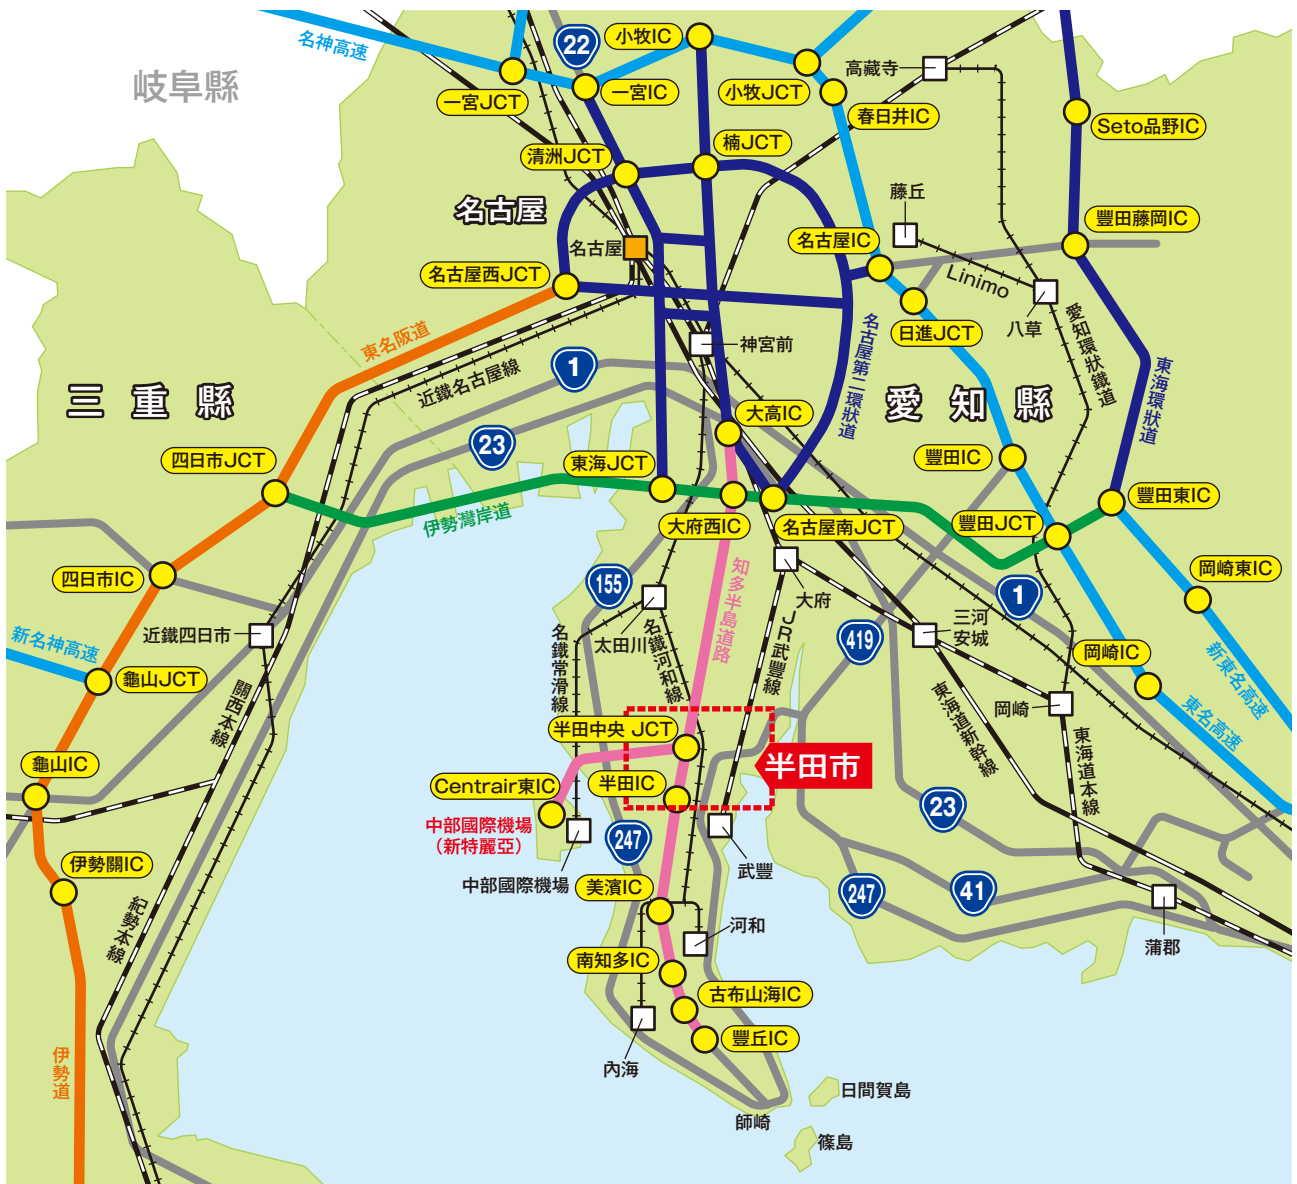 名神高速
22
小牧IC
高藏寺
岐阜縣
一宮JCT
一宮IC
小牧JCT
春日井IC
Seto品野IC
清洲JCT
楠JCT
名古屋
藤丘
豐田藤岡IC
名古屋
名古屋IC
名古屋西JCT
Linimo
日進JCT
八草
東名阪道
神宮前
名古屋第二環狀道
愛知環狀鐵道
東海環狀道
近鐵名古屋線
1
三重縣
愛知縣
大高IC
23
四日市JCT
東海JCT
豐田IC
豐田東IC
伊勢灣岸道
大府西IC
名古屋南JCT
豐田JCT
四日市IC
155
知多半島道路
大府
岡崎東IC
1
近鐵四日市
太田川
名鐵河和線
名鐵常滑線
JR武豐線
419
三河
安城
岡崎IC
新名神高速
龜山JCT
關西本線
新東名高速
東名高速
岡崎
東海道新幹線
東海道本線
半田中央 JCT
半田市
龜山IC
Centrair東IC
半田IC
中部國際機場
（新特麗亞）
23
247
武豐
中部國際機場
伊勢關IC
美濱IC
247
41
紀勢本線
河和
蒲郡
南知多IC
古布山海IC
豐丘IC
內海
伊勢道
日間賀島
師崎
篠島